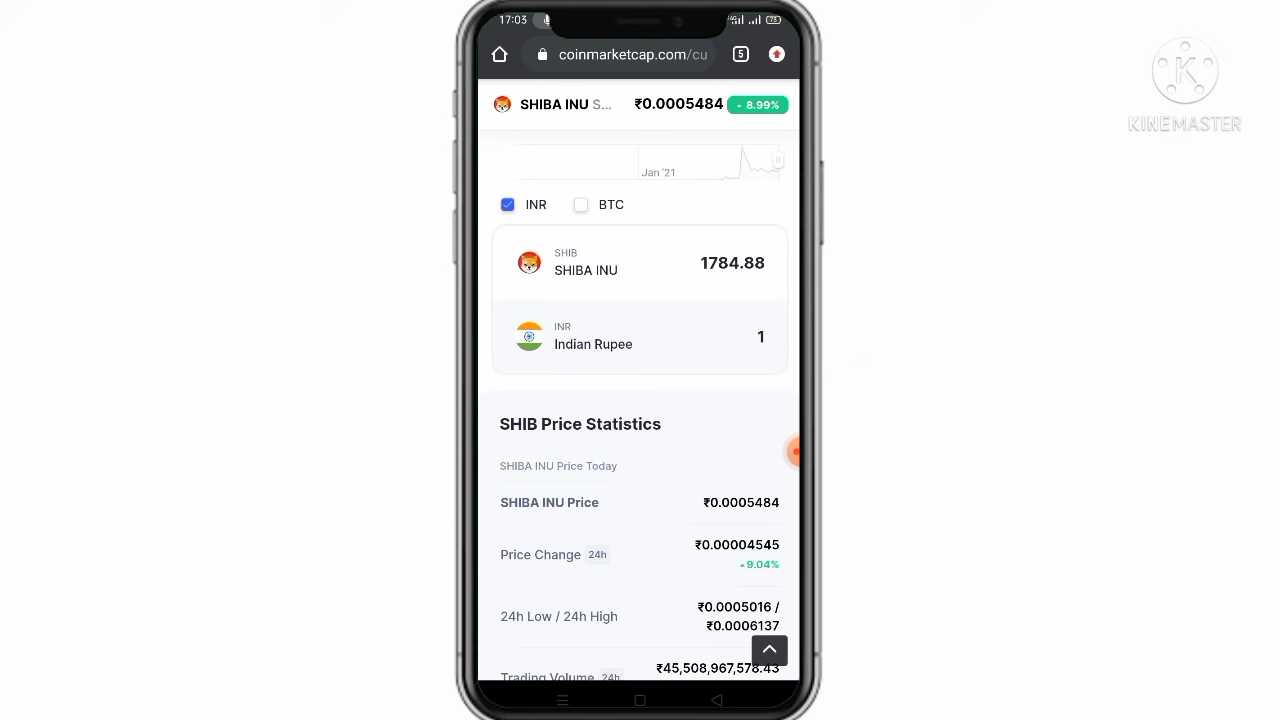 17:03
75
coinmarketcap.com/cu
5
SHIBA INU S... ₹0.0005484 8.99%
K
KINEMASTER
Jan '21
INR BTC
SHIB
SHIBA INU 1784.88
INR
Indian Rupee 1
SHIB Price Statistics
SHIBA INU Price Today
SHIBA INU Price ₹0.0005484
Price Change 24h ₹0.00004545
9.04%
24h Low / 24h High ₹0.0005016 /
₹0.0006137
Trading Volume 24h ₹45,508,967,578.43